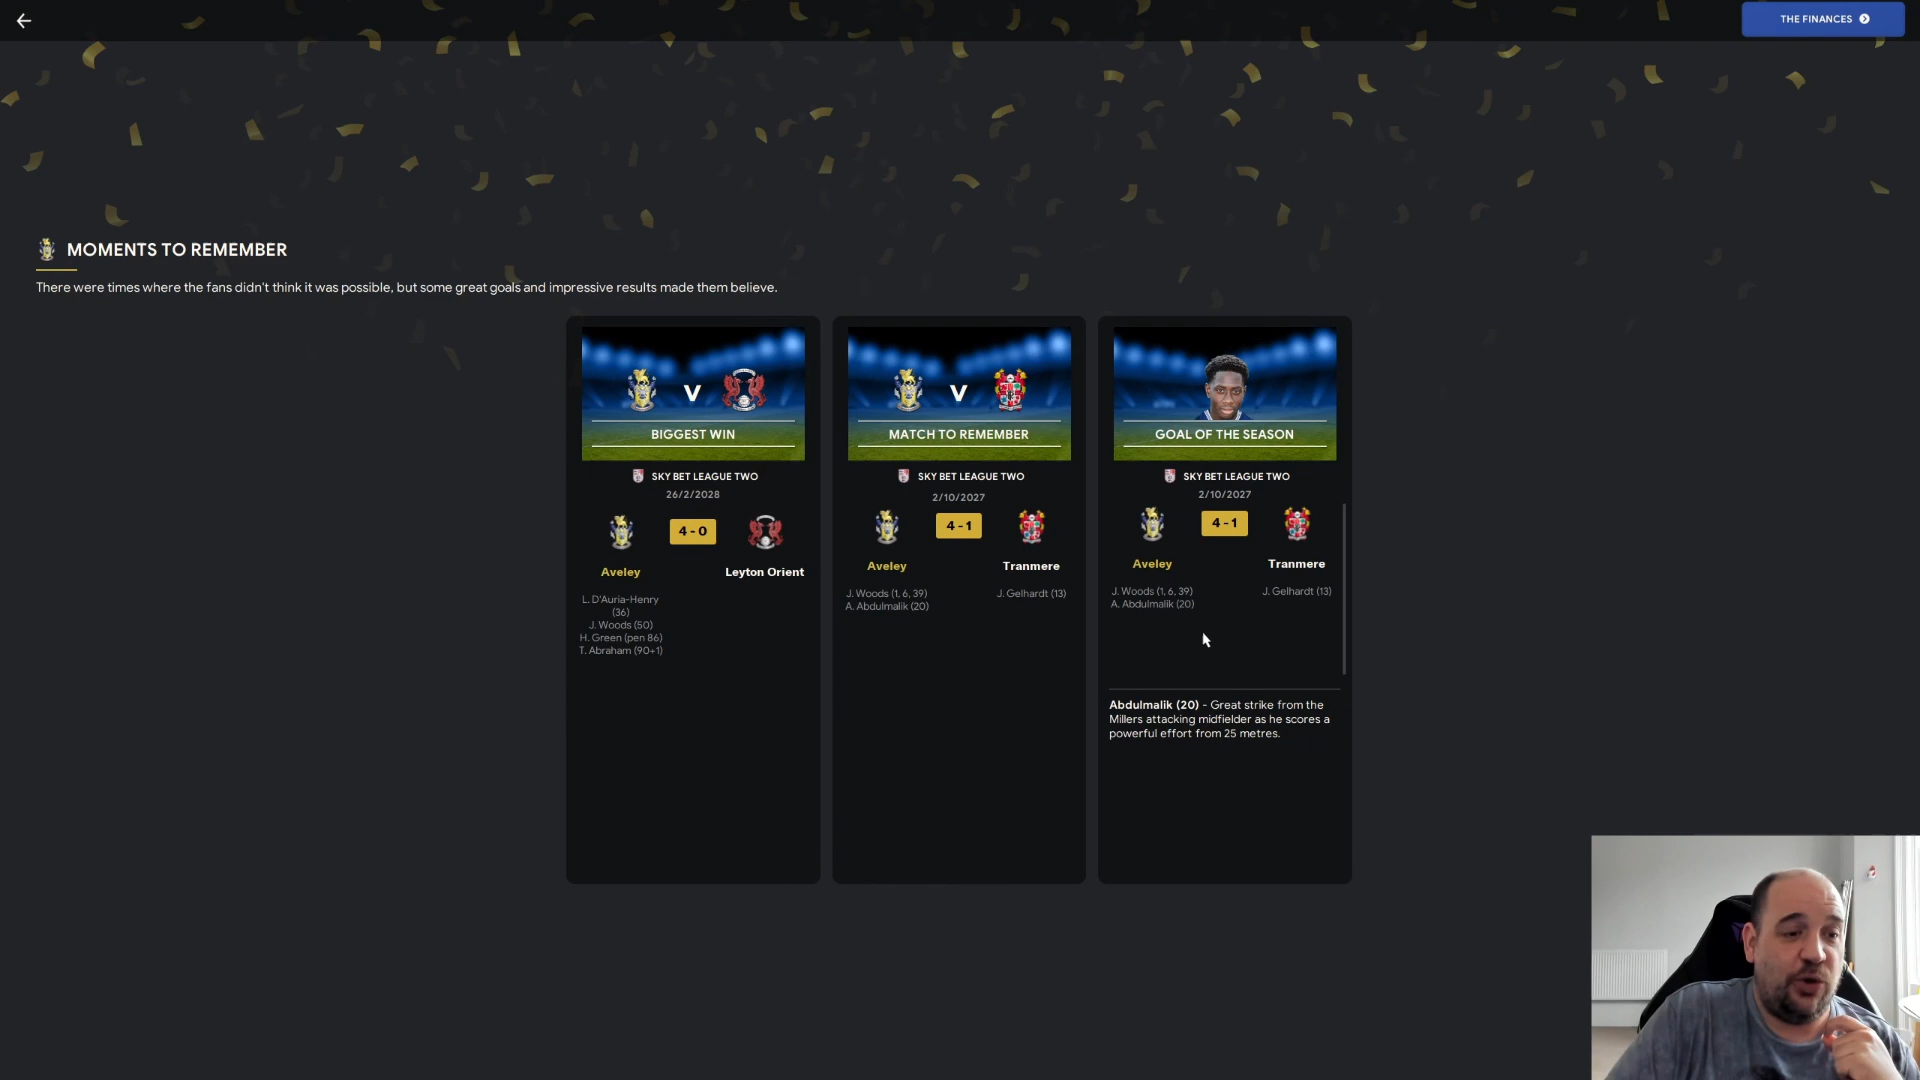 THE FINANCES
MOMENTS TO REMEMBER
There were times where the fans didn't think it was possible, but some great goals and impressive results made them believe.
V
BIGGEST WIN
SKY BET LEAGUE TWO
26/2/2028
4 - 0
Aveley
Leyton Orient
L. D'Auria-Henry
(36)
J. Woods (50)
H. Green (pen 86)
T. Abraham (90+1)
V
MATCH TO REMEMBER
SKY BET LEAGUE TWO
2/10/2027
4 - 1
Aveley
Tranmere
J. Woods (1, 6, 39)
J. Gelhardt (13)
A. Abdulmalik (20)
GOAL OF THE SEASON
SKY BET LEAGUE TWO
2/10/2027
4 - 1
Aveley
Tranmere
J. Woods (1, 6, 39)
J. Gelhardt (13)
A. Abdulmalik (20)
Abdulmalik (20) - Great strike from the
Millers attacking midfielder as he scores a
powerful effort from 25 metres.